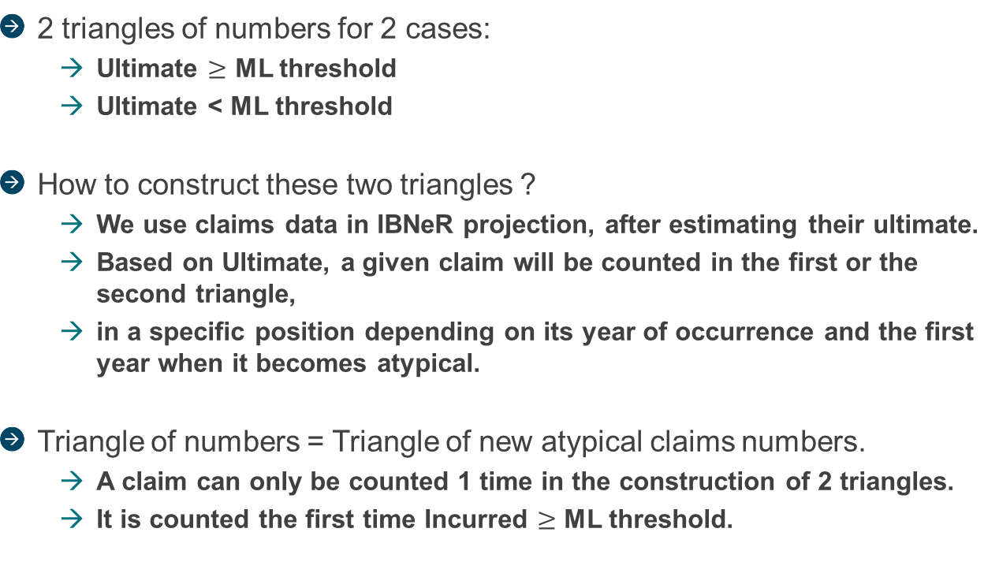 2 triangles of numbers for 2 cases:
Ultimate ≥ ML threshold
Ultimate < ML threshold
How to construct these two triangles ?
We use claims data in IBNeR projection, after estimating their ultimate.
Based on Ultimate, a given claim will be counted in the first or the
second triangle,
in a specific position depending on its year of occurrence and the first
year when it becomes atypical.
Triangle of numbers = Triangle of new atypical claims numbers.
A claim can only be counted 1 time in the construction of 2 triangles.
It is counted the first time Incurred ≥ ML threshold.